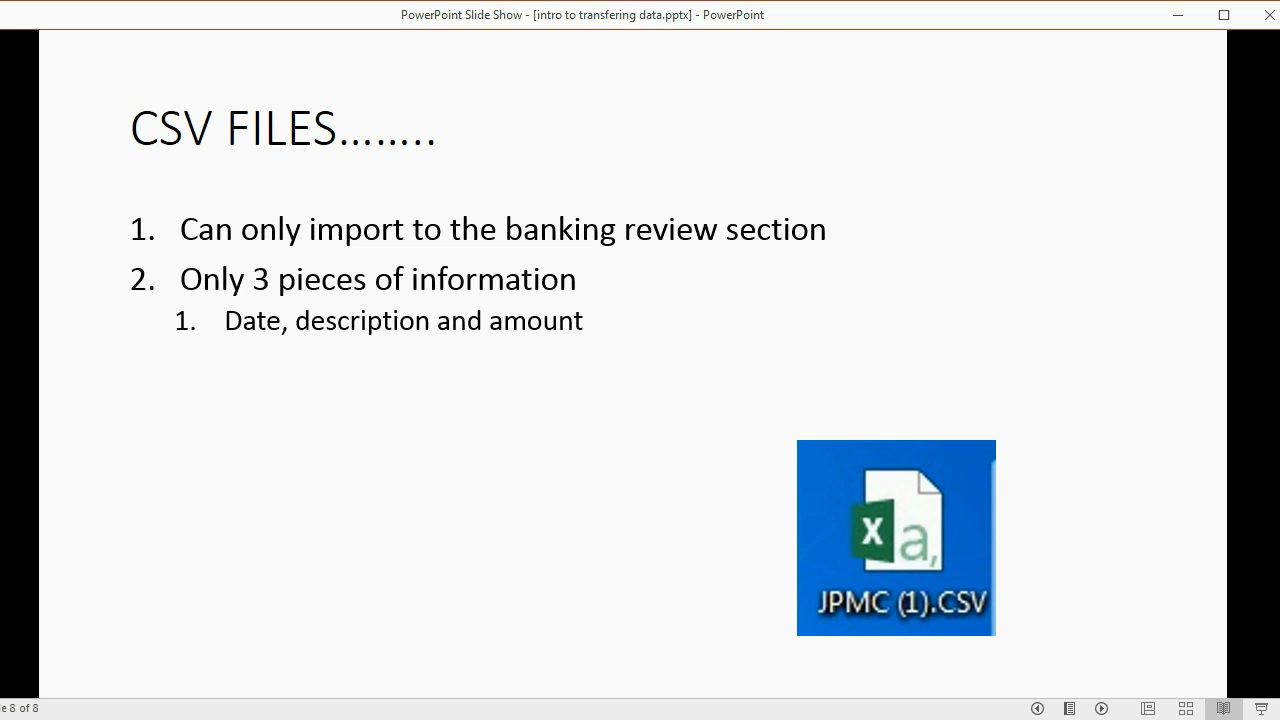 PowerPoint Slide Show - [intro to transfering data.pptx] - PowerPoint
CSV FILES........
1. Can only import to the banking review section
2. Only 3 pieces of information
1. Date, description and amount
X a,
JPMC (1).CSV
le 8 of 8